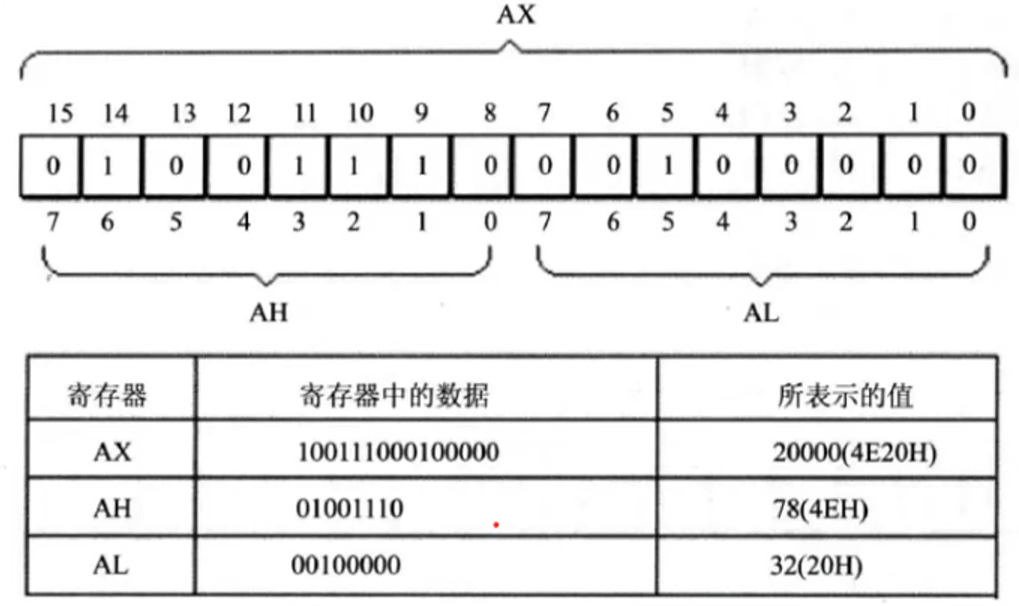 AX
15 14 13 12 11 10 9 8 7 6 5 4 3 2 1 0
0 1 0 0 1 1 1 0 0 0 1 0 0 0 0 0
7 6 5 4 3 2 1 0 7 6 5 4 3 2 1 0
AH AL
寄存器 寄存器中的数据 所表示的值
AX 100111000100000 20000(4E20H)
AH 01001110 78(4EH)
AL 00100000 32(20H)